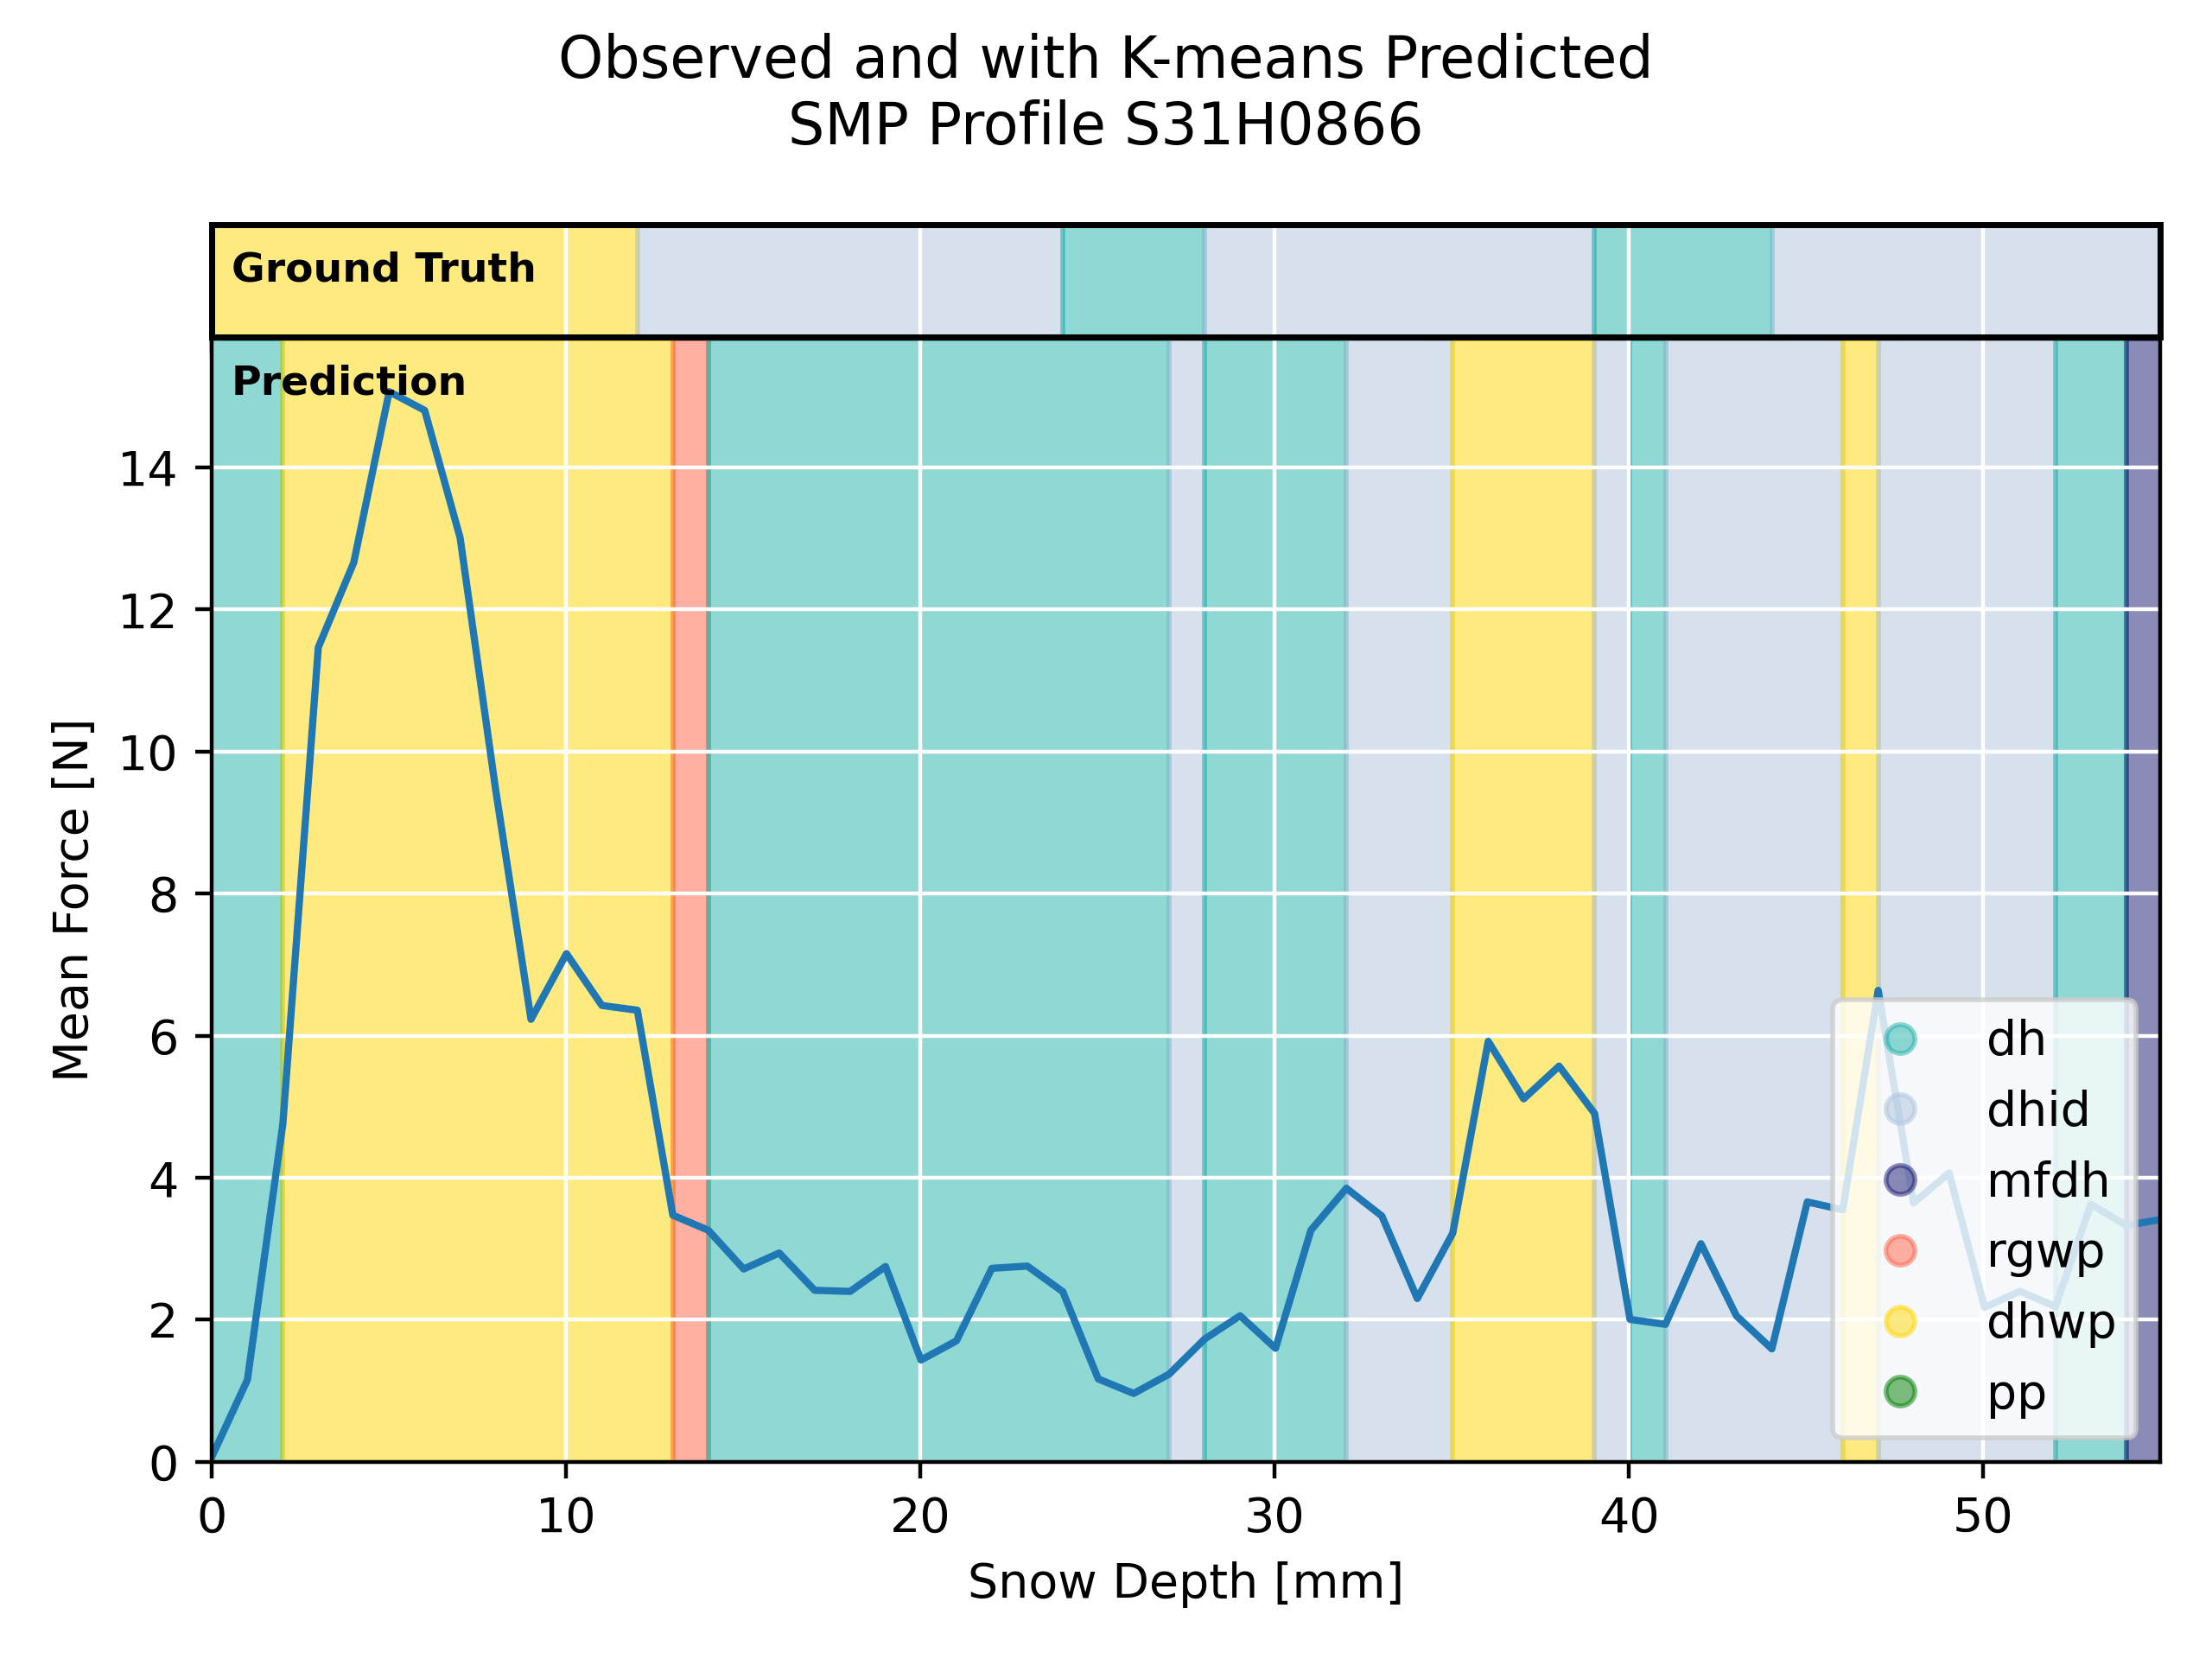 Observed and with K-means Predicted
SMP Profile S31H0866
Ground Truth
Prediction
14
12
10
8
6
4
2
0
Mean Force [N]
dh
dhid
mfdh
rgwp
dhwp
pp
0 10 20 30 40 50
Snow Depth [mm]